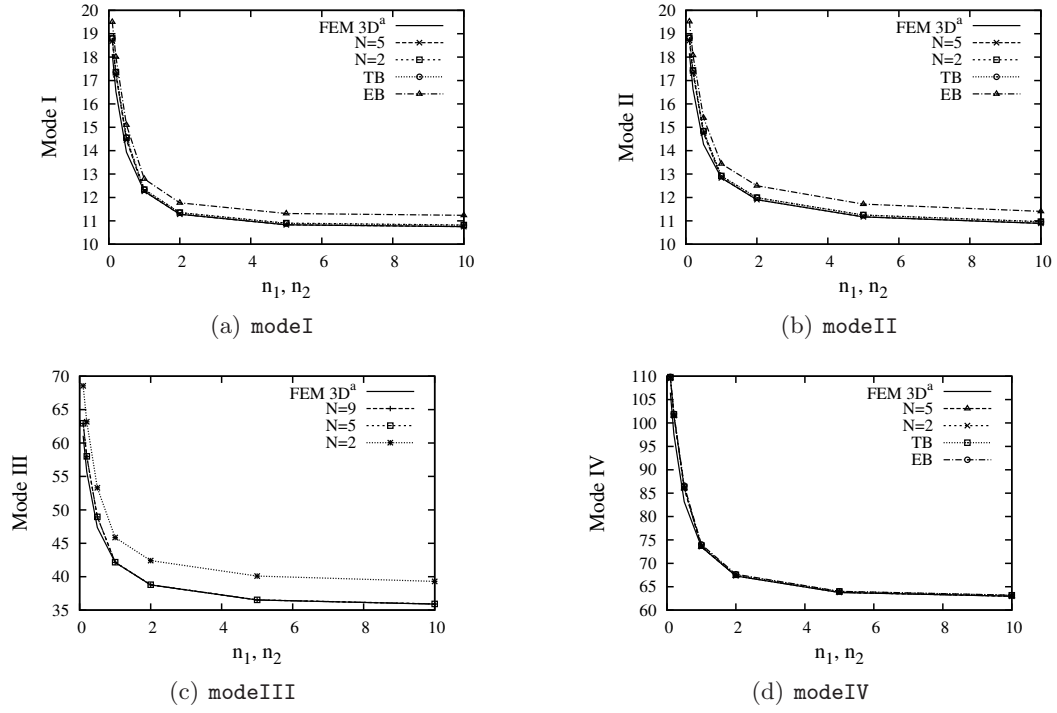 20
19
18
17
16
15
14
13
12
11
10
Mode I
0 2 4 6 8 10
n1, n2
FEM 3Dᵃ
N=5
N=2
TB
EB
(a) modeI
20
19
18
17
16
15
14
13
12
11
10
Mode II
0 2 4 6 8 10
n1, n2
FEM 3Dᵃ
N=5
N=2
TB
EB
(b) modeII
70
65
60
55
50
45
40
35
Mode III
0 2 4 6 8 10
n1, n2
FEM 3Dᵃ
N=9
N=5
N=2
(c) modeIII
110
105
100
95
90
85
80
75
70
65
60
Mode IV
0 2 4 6 8 10
n1, n2
FEM 3Dᵃ
N=5
N=2
TB
EB
(d) modeIV